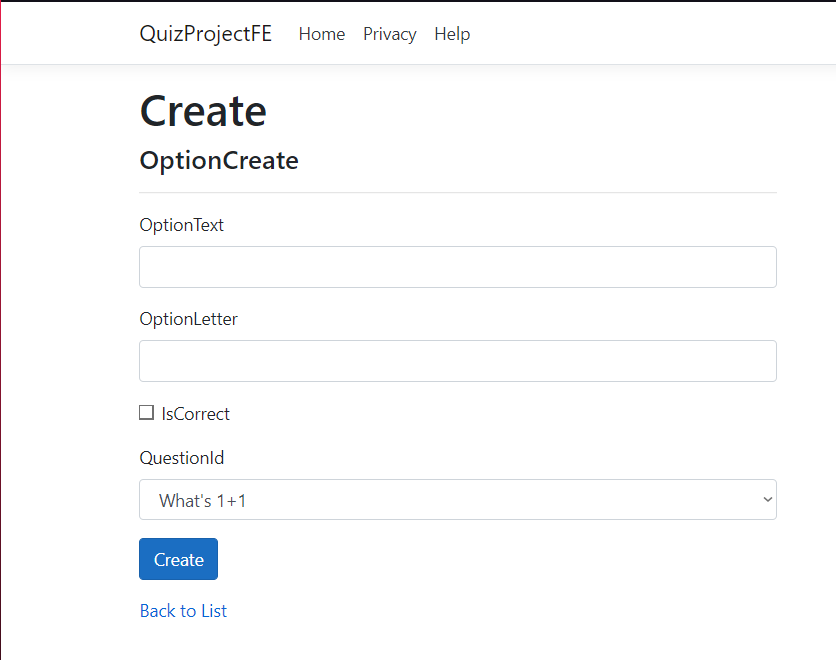 QuizProjectFE Home Privacy Help
Create
OptionCreate
OptionText
OptionLetter
IsCorrect
QuestionId
What's 1+1
Create
Back to List